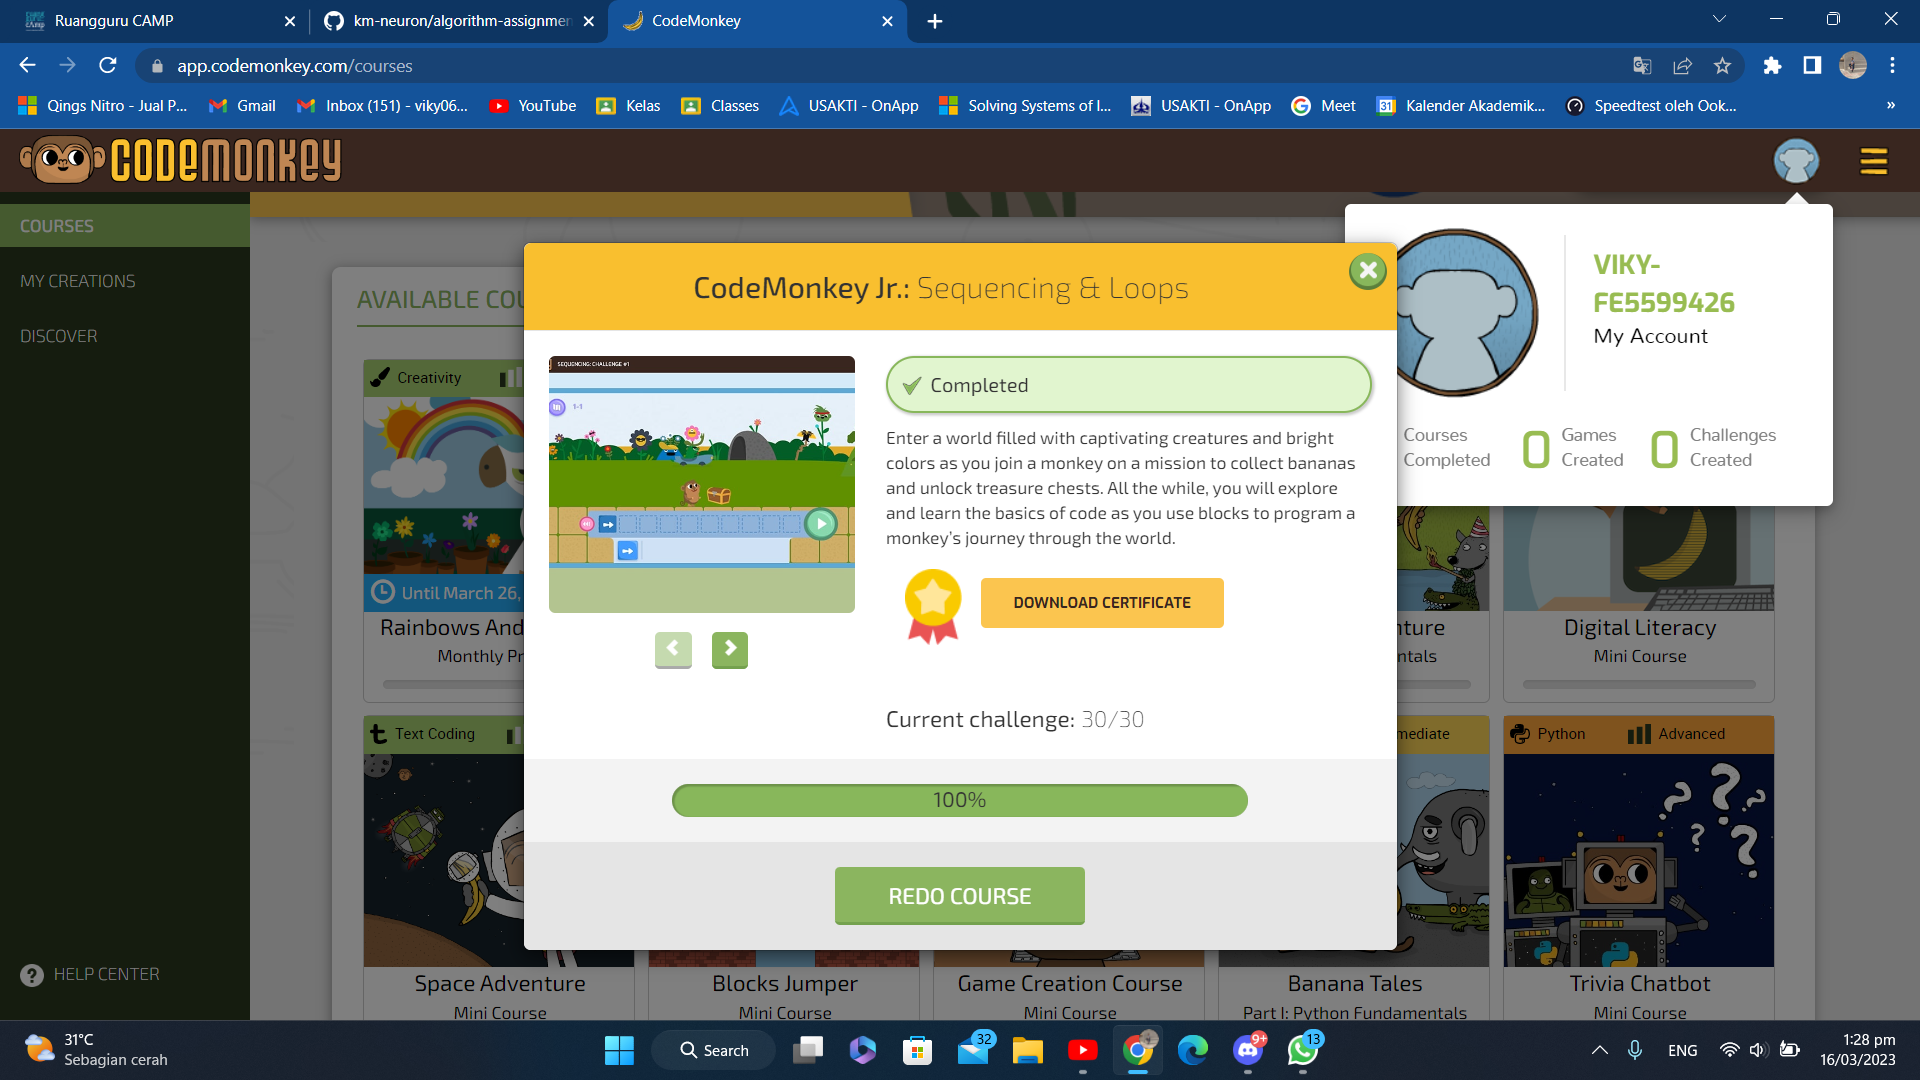 Ruangguru CAMP
km-neuron/algorithm-assignmen
CodeMonkey
app.codemonkey.com/courses
Qings Nitro - Jual P...
Gmail
Inbox (151) - viky06...
YouTube
Kelas
Classes
USAKTI - OnApp
Solving Systems of I...
USAKTI - OnApp
Meet
31
Kalender Akademik...
Speedtest oleh Ook...
»
CODEMONKEY
COURSES
MY CREATIONS
DISCOVER
HELP CENTER
VIKY-
FE5599426
My Account
Courses
Completed
0
Games
Created
0
Challenges
Created
AVAILABLE COU
CodeMonkey Jr.: Sequencing & Loops
SEQUENCING: CHALLENGE #1
1-1
Completed
Enter a world filled with captivating creatures and bright
colors as you join a monkey on a mission to collect bananas
and unlock treasure chests. All the while, you will explore
and learn the basics of code as you use blocks to program a
monkey's journey through the world.
DOWNLOAD CERTIFICATE
Current challenge: 30/30
100%
REDO COURSE
Creativity
Until March 26,
Rainbows And
Monthly Pr
nture
ntals
Digital Literacy
Mini Course
Text Coding
Space Adventure
Mini Course
Blocks Jumper
Mini Course
Game Creation Course
Mini Course
mediate
Banana Tales
Part I: Python Fundamentals
Python
Advanced
Trivia Chatbot
Mini Course
31°C
Sebagian cerah
Search
32
9+
13
ENG
1:28 pm
16/03/2023